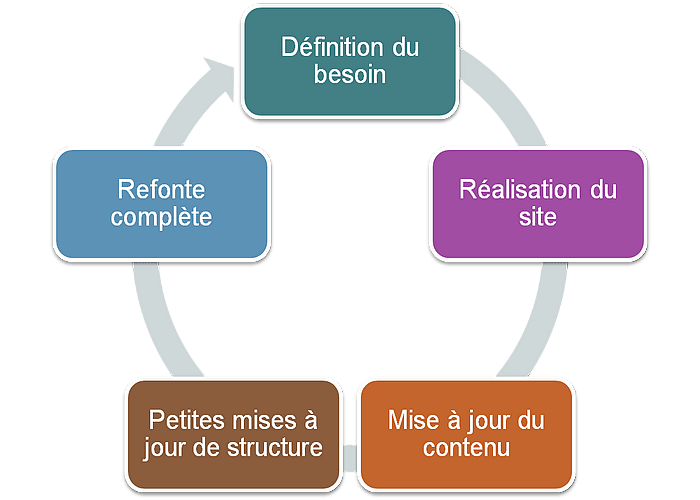 Définition du
besoin
Réalisation du
site
Mise à jour du
contenu
Petites mises à
jour de structure
Refonte
complète